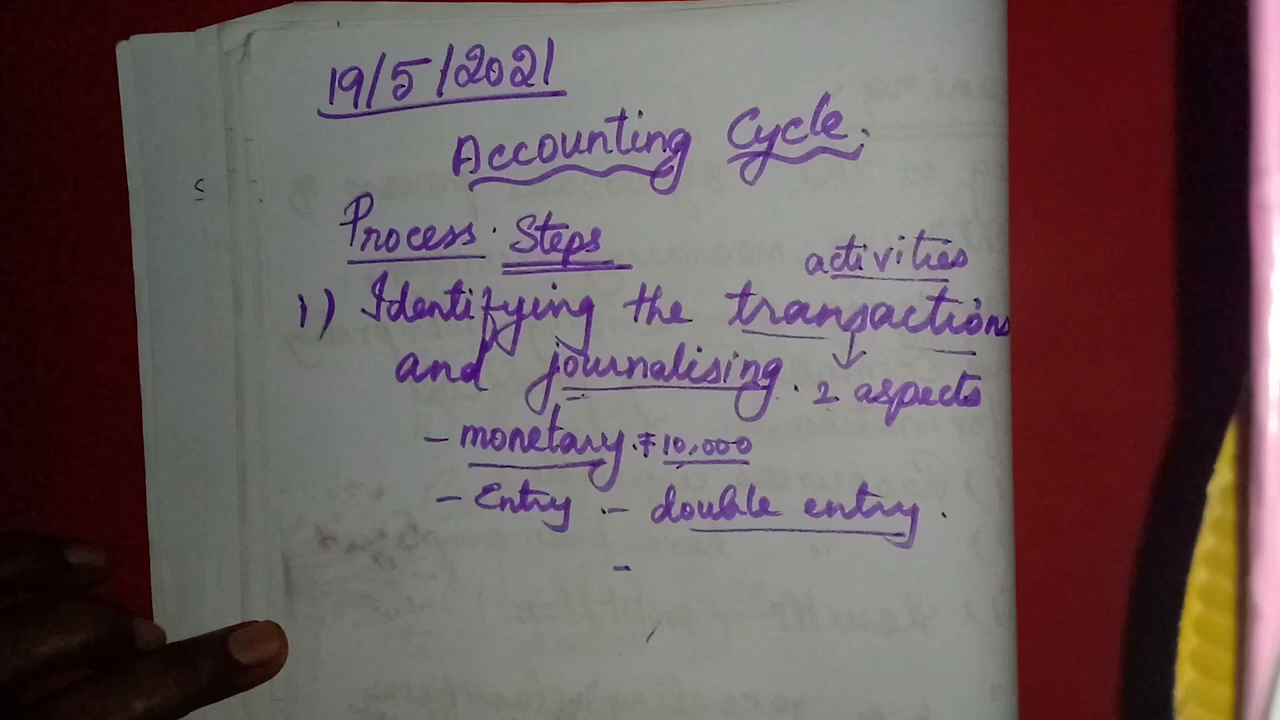 19/5/2021
Accounting Cycle.
Process Steps
activities
1) Identifying the transactions
and journalising. 2 aspects
- monetary. ₹10,000
- Entry - double entry.
-